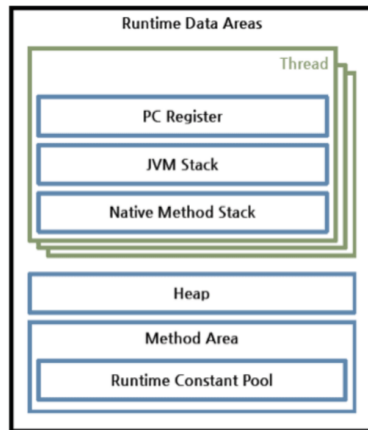 Runtime Data Areas
Thread
PC Register
JVM Stack
Native Method Stack
Heap
Method Area
Runtime Constant Pool